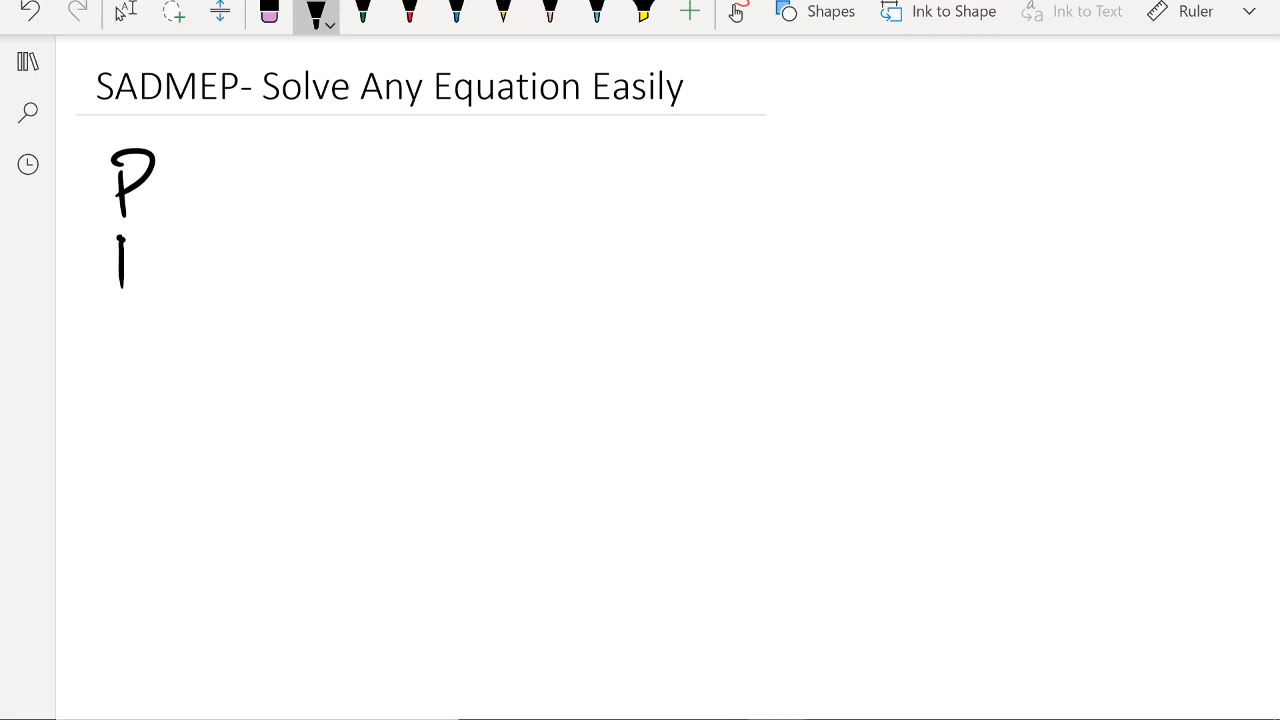 Shapes Ink to Shape Ink to Text Ruler
SADMEP- Solve Any Equation Easily
P